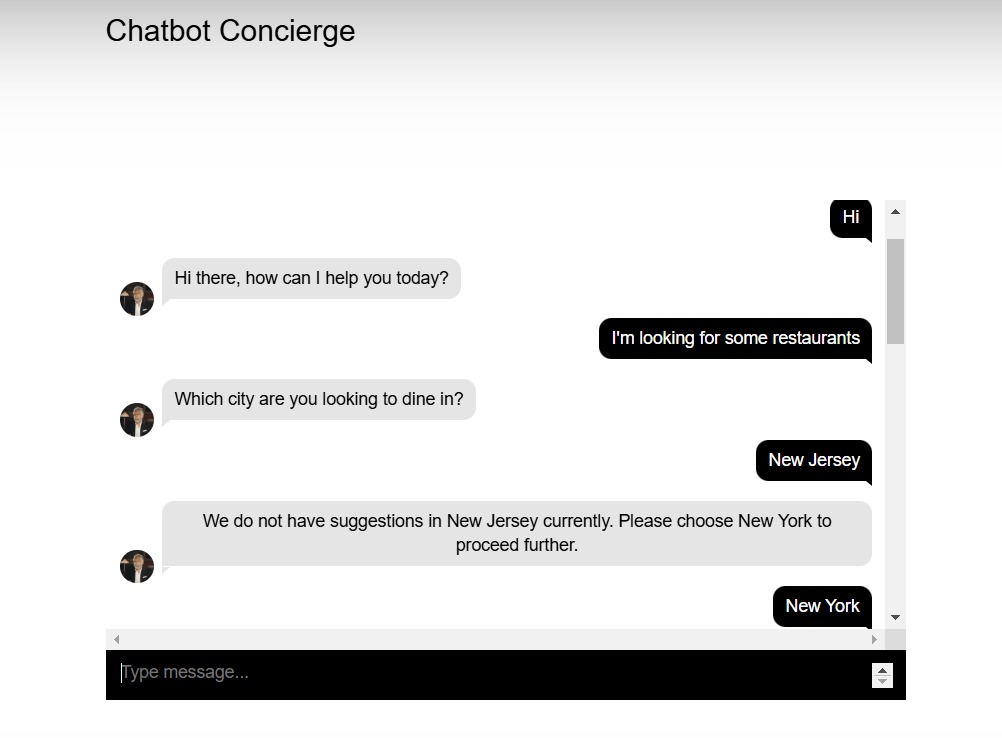 Chatbot Concierge
Hi
Hi there, how can I help you today?
I'm looking for some restaurants
Which city are you looking to dine in?
New Jersey
We do not have suggestions in New Jersey currently. Please choose New York to
proceed further.
New York
Type message...